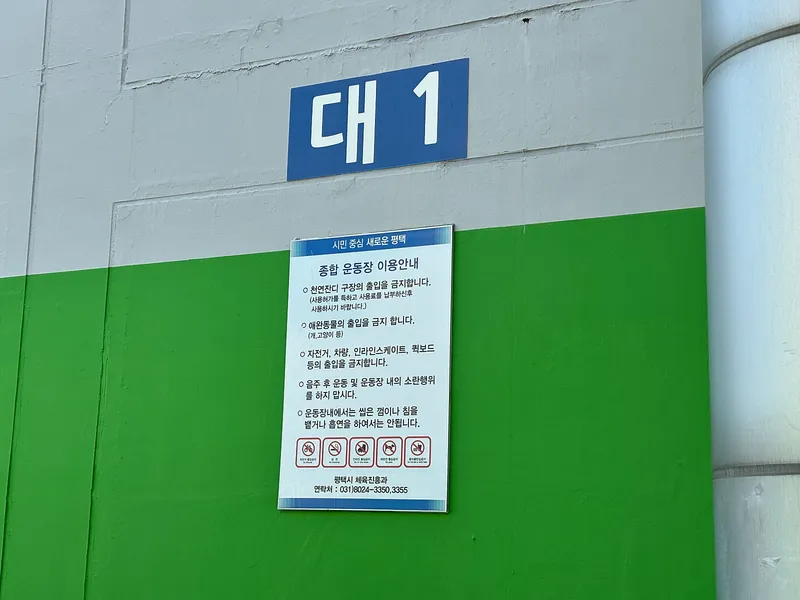 대 1
시민 중심 새로운 평택
종합 운동장 이용안내
○ 천연잔디 구장의 출입을 금지합니다.
(사용허가를 득하고 사용료를 납부하신후
사용하시기 바랍니다.)
○ 애완동물의 출입을 금지 합니다.
(개,고양이 등)
○ 자전거, 차량, 인라인스케이트, 퀵보드
등의 출입을 금지합니다.
○ 음주 후 운동 및 운동장 내의 소란행위
를 하지 맙시다.
○ 운동장내에서는 씹은 껌이나 침을
뱉거나 흡연을 하여서는 안됩니다.
평택시 체육진흥과
연락처 : 031)8024-3350,3355